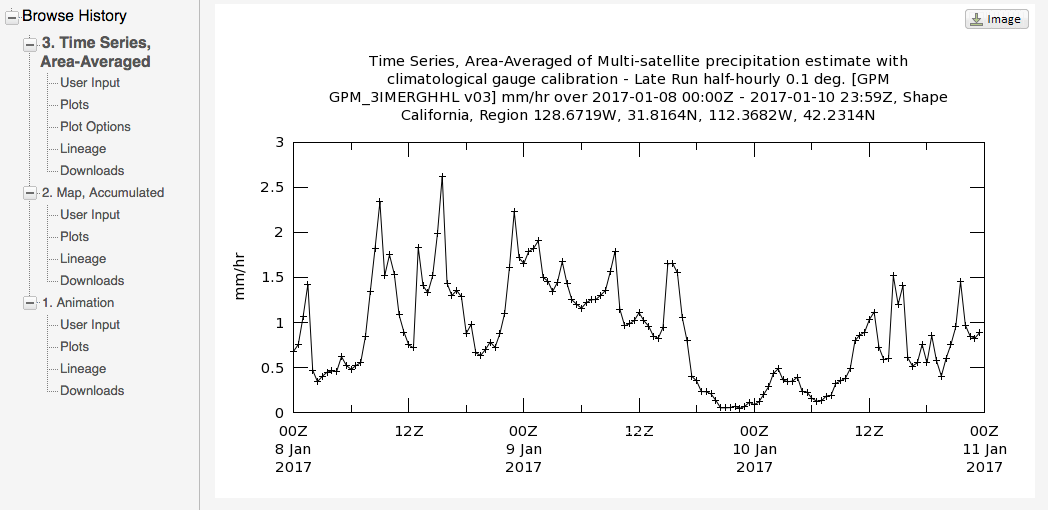 Browse History
3. Time Series,
Area-Averaged
User Input
Plots
Plot Options
Lineage
Downloads
2. Map, Accumulated
User Input
Plots
Lineage
Downloads
1. Animation
User Input
Plots
Lineage
Downloads
Image
Time Series, Area-Averaged of Multi-satellite precipitation estimate with
climatological gauge calibration - Late Run half-hourly 0.1 deg. [GPM
GPM_3IMERGHHL v03] mm/hr over 2017-01-08 00:00Z - 2017-01-10 23:59Z, Shape
California, Region 128.6719W, 31.8164N, 112.3682W, 42.2314N
3
2.5
2
1.5
1
0.5
0
mm/hr
00Z 12Z 00Z 12Z 00Z 12Z 00Z
8 Jan 9 Jan 10 Jan 11 Jan
2017 2017 2017 2017